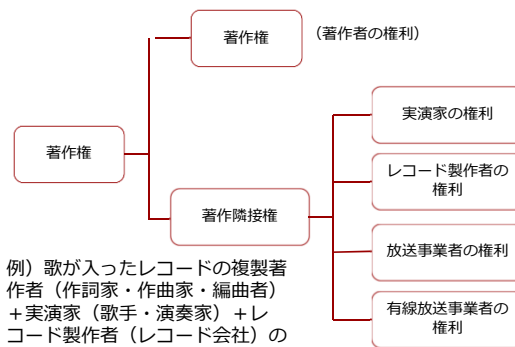 著作権
（著作者の権利）
著作権
著作隣接権
実演家の権利
レコード製作者の
権利
放送事業者の権利
有線放送事業者の
権利
例）歌が入ったレコードの複製著
作者（作詞家・作曲家・編曲者）
＋実演家（歌手・演奏家）＋レ
コード製作者（レコード会社）の